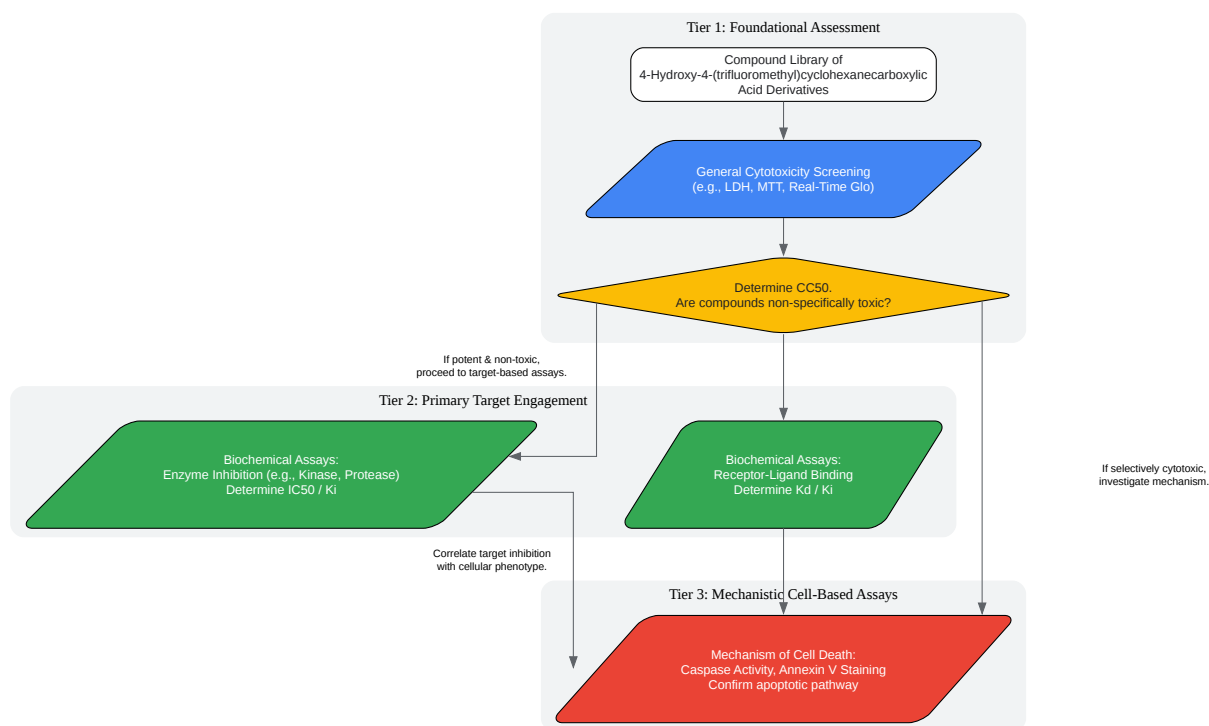 Tier 1: Foundational Assessment
Compound Library of
4-Hydroxy-4-(trifluoromethyl)cyclohexanecarboxylic
Acid Derivatives
General Cytotoxicity Screening
(e.g., LDH, MTT, Real-Time Glo)
Determine CC50.
Are compounds non-specifically toxic?
If potent & non-toxic,
proceed to target-based assays.
Tier 2: Primary Target Engagement
Biochemical Assays:
Enzyme Inhibition (e.g., Kinase, Protease)
Determine IC50 / Ki
Biochemical Assays:
Receptor-Ligand Binding
Determine Kd / Ki
If selectively cytotoxic,
investigate mechanism.
Correlate target inhibition
with cellular phenotype.
Tier 3: Mechanistic Cell-Based Assays
Mechanism of Cell Death:
Caspase Activity, Annexin V Staining
Confirm apoptotic pathway